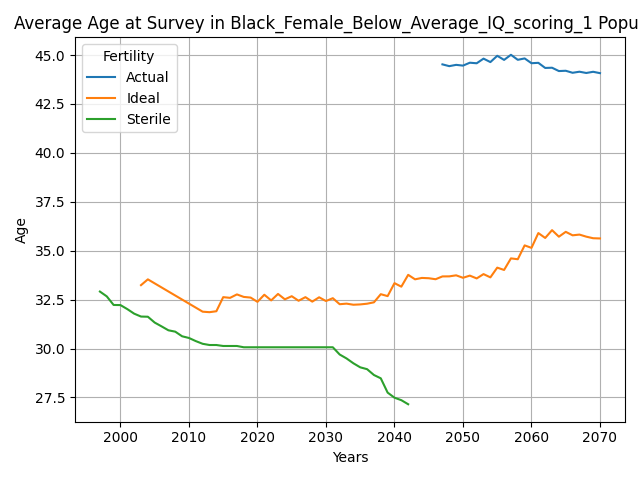 Average Age at Survey in Black_Female_Below_Average_IQ_scoring_1 Popu
Fertility
Actual
Ideal
Sterile
45.0
42.5
40.0
37.5
35.0
32.5
30.0
27.5
Age
2000 2010 2020 2030 2040 2050 2060 2070
Years